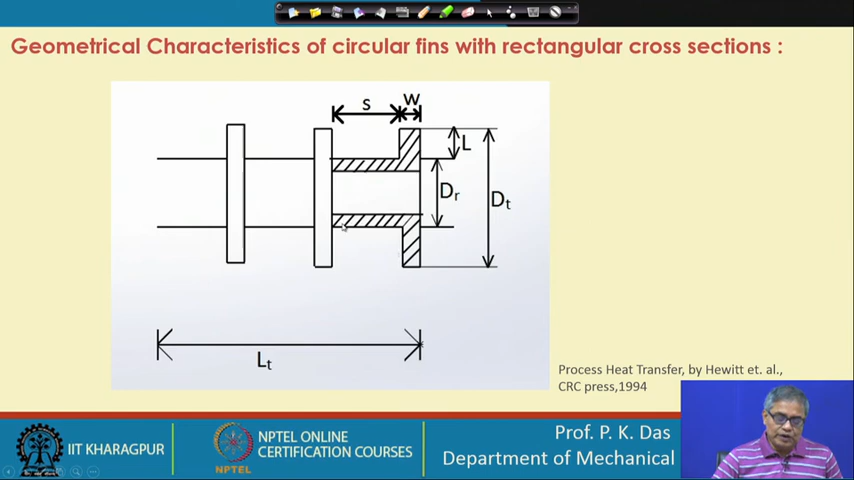 Geometrical Characteristics of circular fins with rectangular cross sections :
s
w
L
Dr
Dt
Lt
Process Heat Transfer, by Hewitt et. al.,
CRC press,1994
IIT KHARAGPUR
NPTEL
NPTEL ONLINE
CERTIFICATION COURSES
Prof. P. K. Das
Department of Mechanical